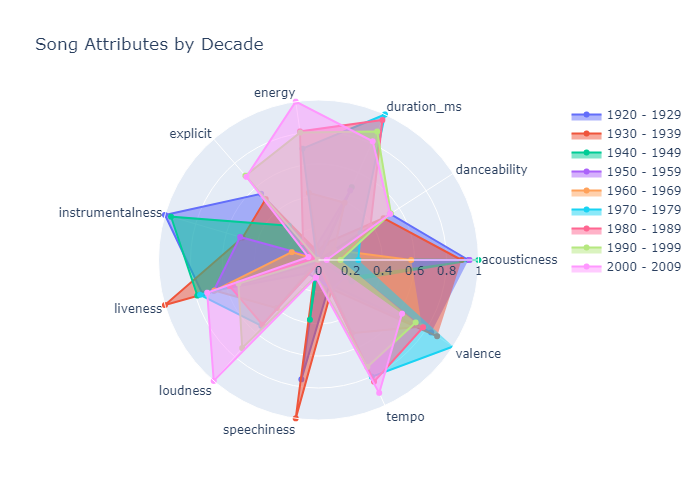 Song Attributes by Decade
energy
duration_ms
explicit
danceability
instrumentalness
acousticness
0 0.2 0.4 0.6 0.8 1
liveness
valence
loudness
tempo
speechiness
1920 - 1929
1930 - 1939
1940 - 1949
1950 - 1959
1960 - 1969
1970 - 1979
1980 - 1989
1990 - 1999
2000 - 2009